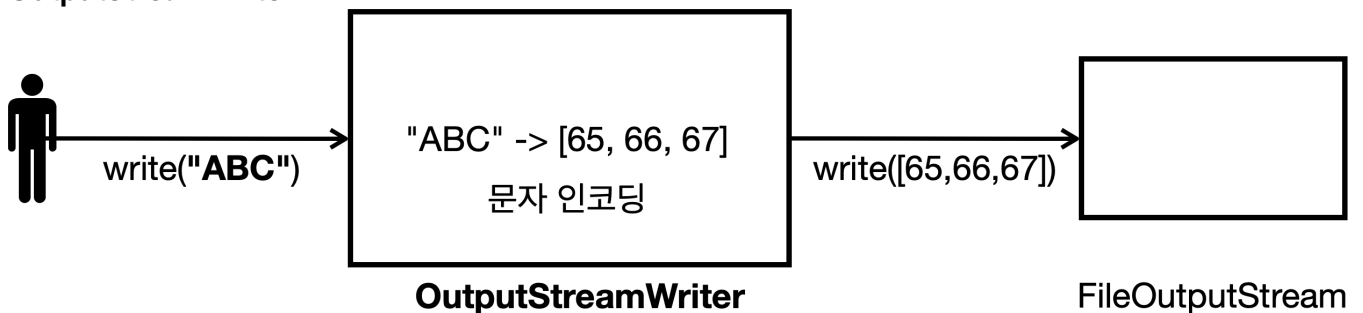 write("ABC")
"ABC" -> [65, 66, 67]
문자 인코딩
write([65,66,67])
OutputStreamWriter
FileOutputStream